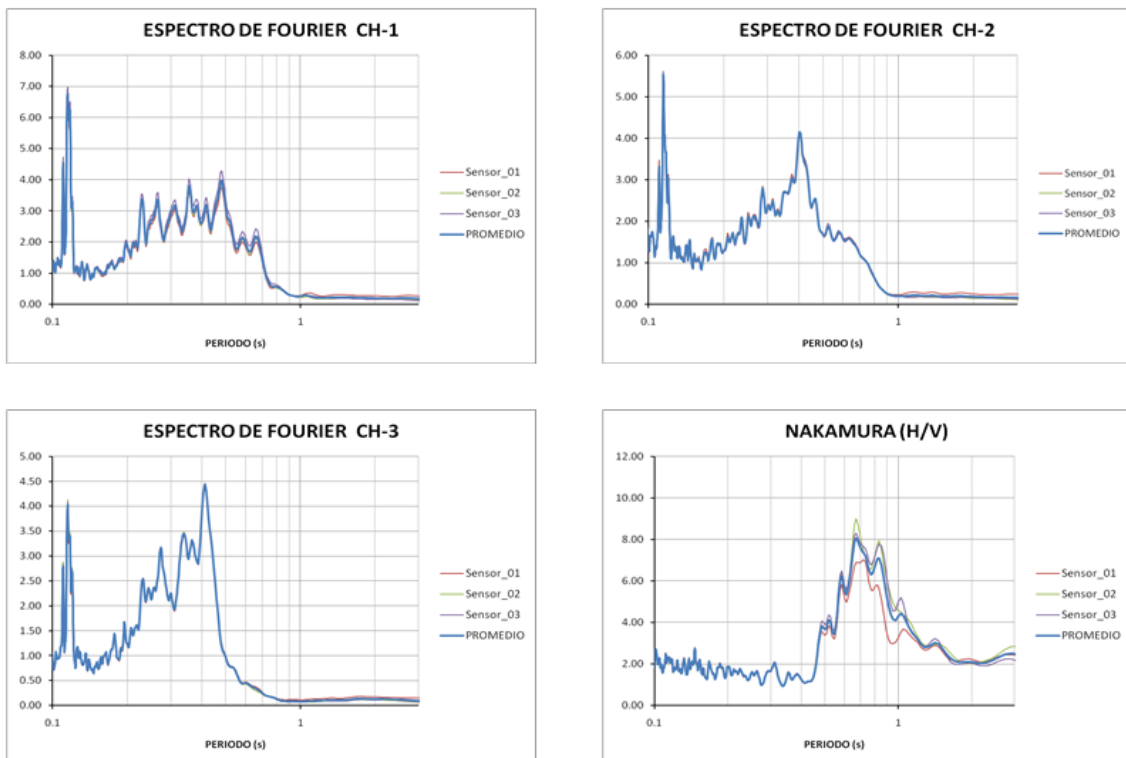 ESPECTRO DE FOURIER CH-1
8.00
7.00
6.00
5.00
4.00
3.00
2.00
1.00
0.00
0.1
1
PERIODO (s)
Sensor_01
Sensor_02
Sensor_03
PROMEDIO
ESPECTRO DE FOURIER CH-2
6.00
5.00
4.00
3.00
2.00
1.00
0.00
0.1
1
PERIODO (s)
Sensor_01
Sensor_02
Sensor_03
PROMEDIO
ESPECTRO DE FOURIER CH-3
5.00
4.50
4.00
3.50
3.00
2.50
2.00
1.50
1.00
0.50
0.00
0.1
1
PERIODO (s)
Sensor_01
Sensor_02
Sensor_03
PROMEDIO
NAKAMURA (H/V)
12.00
10.00
8.00
6.00
4.00
2.00
0.00
0.1
1
PERIODO (s)
Sensor_01
Sensor_02
Sensor_03
PROMEDIO